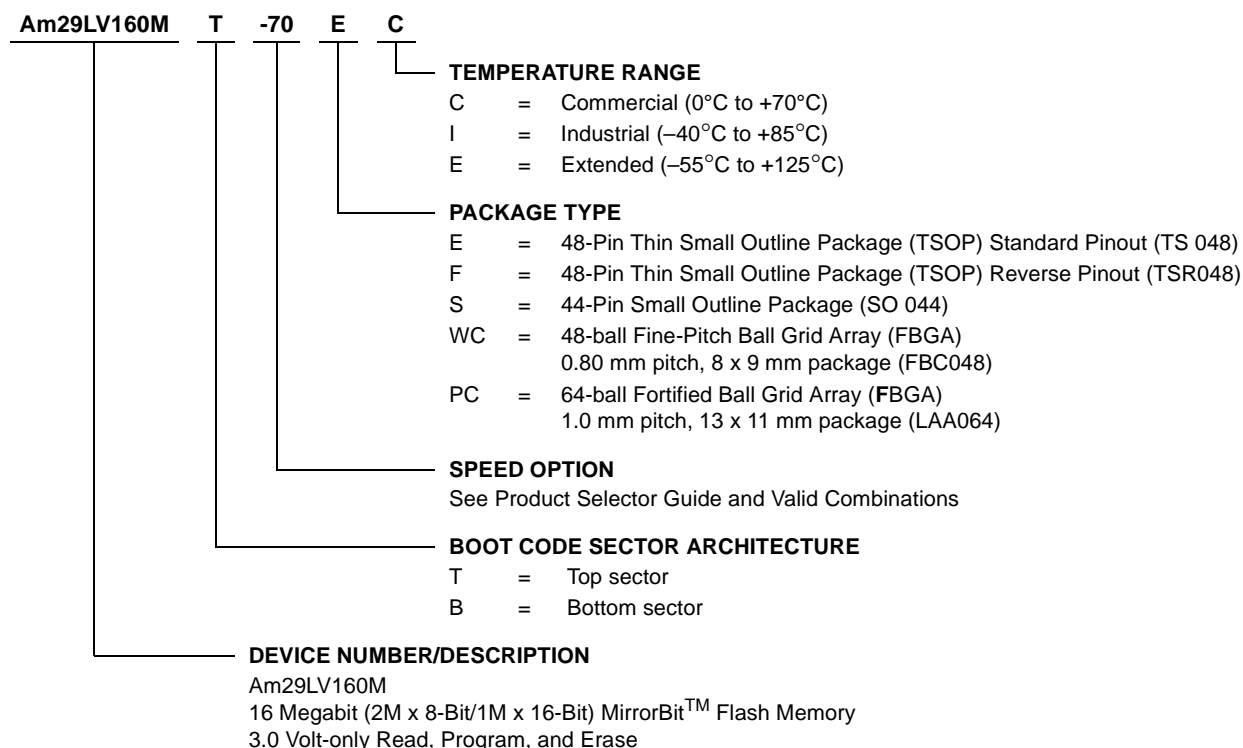 Am29LV160M T -70 E C
TEMPERATURE RANGE
C = Commercial (0°C to +70°C)
I = Industrial (–40°C to +85°C)
E = Extended (–55°C to +125°C)
PACKAGE TYPE
E = 48-Pin Thin Small Outline Package (TSOP) Standard Pinout (TS 048)
F = 48-Pin Thin Small Outline Package (TSOP) Reverse Pinout (TSR048)
S = 44-Pin Small Outline Package (SO 044)
WC = 48-ball Fine-Pitch Ball Grid Array (FBGA)
0.80 mm pitch, 8 x 9 mm package (FBC048)
PC = 64-ball Fortified Ball Grid Array (FBGA)
1.0 mm pitch, 13 x 11 mm package (LAA064)
SPEED OPTION
See Product Selector Guide and Valid Combinations
BOOT CODE SECTOR ARCHITECTURE
T = Top sector
B = Bottom sector
DEVICE NUMBER/DESCRIPTION
Am29LV160M
16 Megabit (2M x 8-Bit/1M x 16-Bit) MirrorBit™ Flash Memory
3.0 Volt-only Read, Program, and Erase